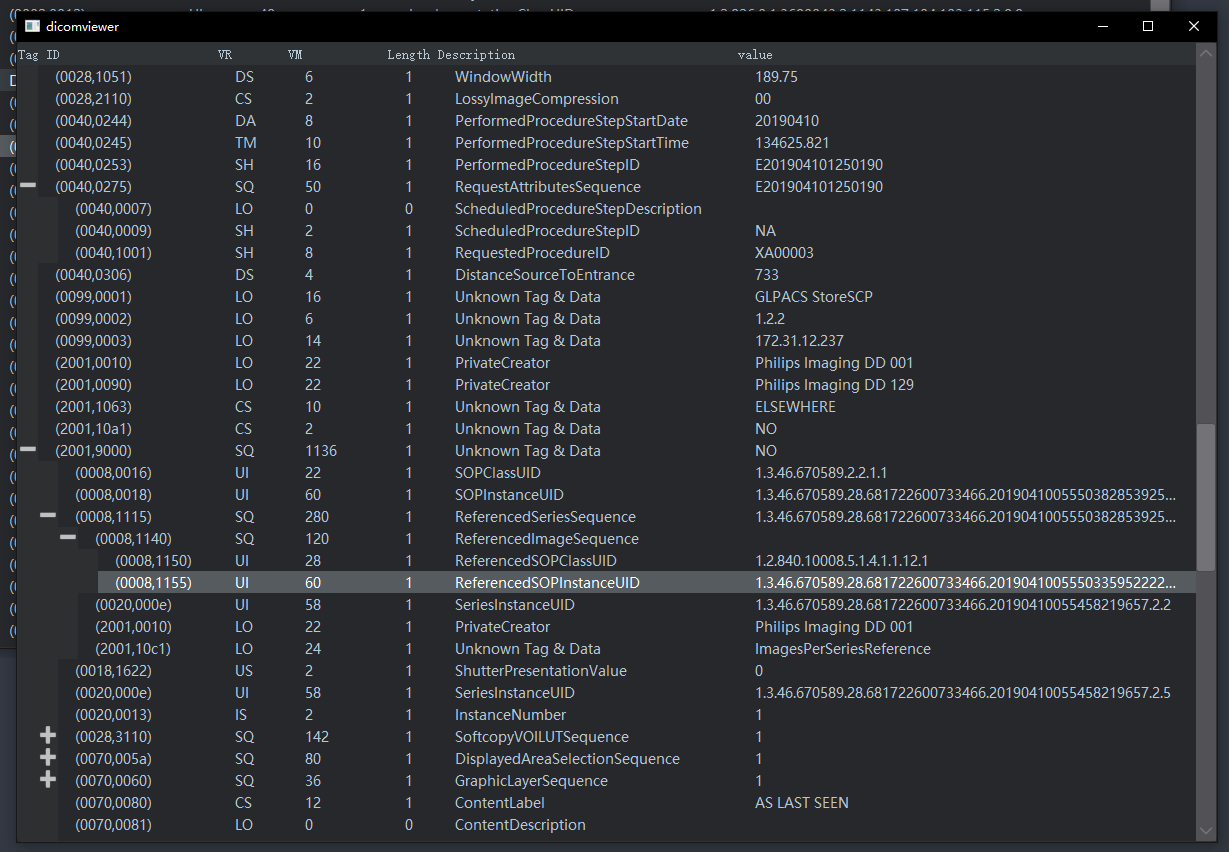 dicomviewer
Tag ID VR VM Length Description value
(0028,1051) DS 6 1 WindowWidth 189.75
(0028,2110) CS 2 1 LossyImageCompression 00
(0040,0244) DA 8 1 PerformedProcedureStepStartDate 20190410
(0040,0245) TM 10 1 PerformedProcedureStepStartTime 134625.821
(0040,0253) SH 16 1 PerformedProcedureStepID E201904101250190
(0040,0275) SQ 50 1 RequestAttributesSequence E201904101250190
(0040,0007) LO 0 0 ScheduledProcedureStepDescription
(0040,0009) SH 2 1 ScheduledProcedureStepID NA
(0040,1001) SH 8 1 RequestedProcedureID XA00003
(0040,0306) DS 4 1 DistanceSourceToEntrance 733
(0099,0001) LO 16 1 Unknown Tag & Data GLPACS StoreSCP
(0099,0002) LO 6 1 Unknown Tag & Data 1.2.2
(0099,0003) LO 14 1 Unknown Tag & Data 172.31.12.237
(2001,0010) LO 22 1 PrivateCreator Philips Imaging DD 001
(2001,0090) LO 22 1 PrivateCreator Philips Imaging DD 129
(2001,1063) CS 10 1 Unknown Tag & Data ELSEWHERE
(2001,10a1) CS 2 1 Unknown Tag & Data NO
(2001,9000) SQ 1136 1 Unknown Tag & Data NO
(0008,0016) UI 22 1 SOPClassUID 1.3.46.670589.2.2.1.1
(0008,0018) UI 60 1 SOPInstanceUID 1.3.46.670589.28.681722600733466.2019041005550382853925...
(0008,1115) SQ 280 1 ReferencedSeriesSequence 1.3.46.670589.28.681722600733466.2019041005550382853925...
(0008,1140) SQ 120 1 ReferencedImageSequence
(0008,1150) UI 28 1 ReferencedSOPClassUID 1.2.840.10008.5.1.4.1.1.12.1
(0008,1155) UI 60 1 ReferencedSOPInstanceUID 1.3.46.670589.28.681722600733466.2019041005550335952222...
(0020,000e) UI 58 1 SeriesInstanceUID 1.3.46.670589.28.681722600733466.20190410055458219657.2.2
(2001,0010) LO 22 1 PrivateCreator Philips Imaging DD 001
(2001,10c1) LO 24 1 Unknown Tag & Data ImagesPerSeriesReference
(0018,1622) US 2 1 ShutterPresentationValue 0
(0020,000e) UI 58 1 SeriesInstanceUID 1.3.46.670589.28.681722600733466.20190410055458219657.2.5
(0020,0013) IS 2 1 InstanceNumber 1
(0028,3110) SQ 142 1 SoftcopyVOILUTSequence 1
(0070,005a) SQ 80 1 DisplayedAreaSelectionSequence 1
(0070,0060) SQ 36 1 GraphicLayerSequence 1
(0070,0080) CS 12 1 ContentLabel AS LAST SEEN
(0070,0081) LO 0 0 ContentDescription